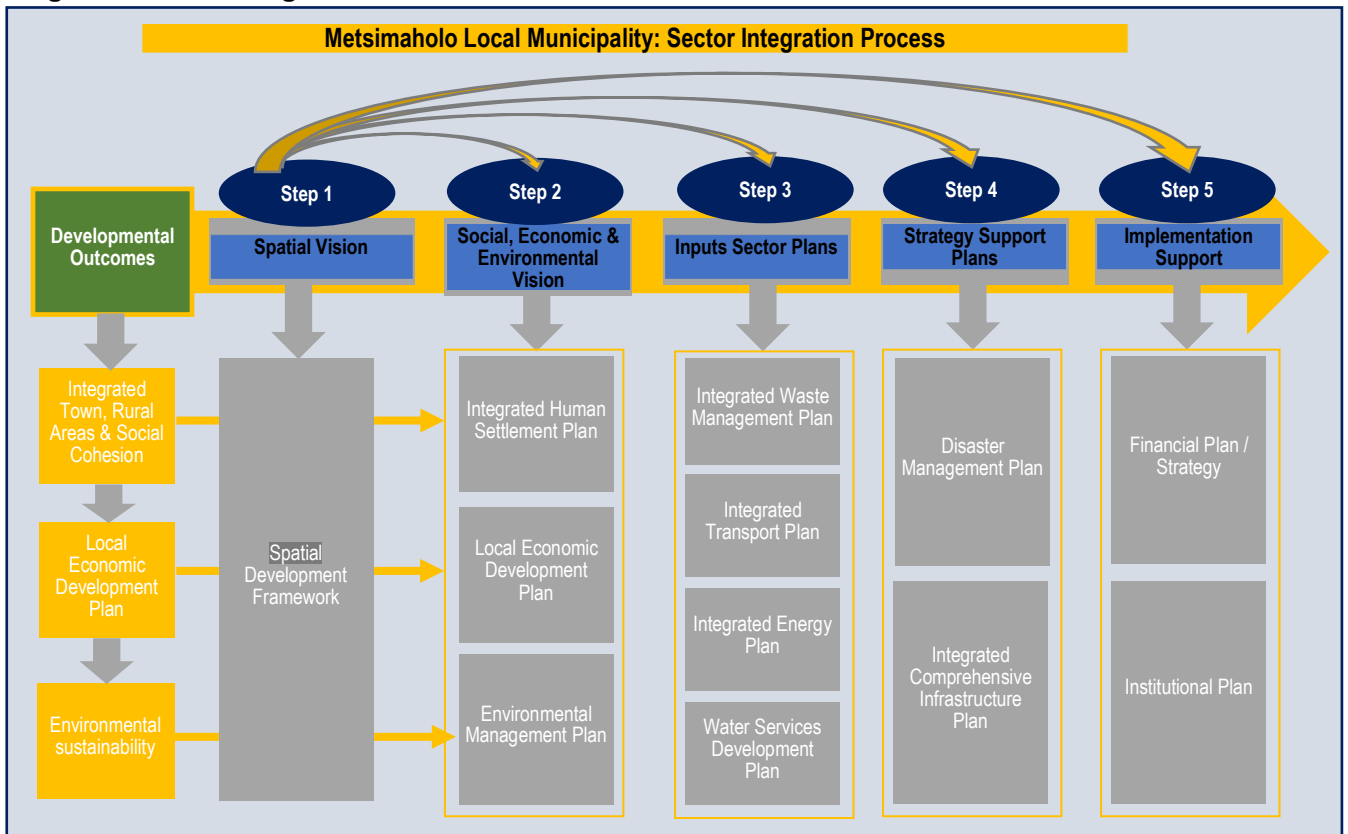 Metsimaholo Local Municipality: Sector Integration Process
Step 1
Step 2
Step 3
Step 4
Step 5
Developmental
Outcomes
Spatial Vision
Social, Economic &
Environmental
Vision
Inputs Sector Plans
Strategy Support
Plans
Implementation
Support
Integrated
Town, Rural
Areas & Social
Cohesion
Local
Economic
Development
Plan
Environmental
sustainability
Spatial
Development
Framework
Integrated Human
Settlement Plan
Local Economic
Development
Plan
Environmental
Management Plan
Integrated Waste
Management Plan
Integrated
Transport Plan
Integrated Energy
Plan
Water Services
Development
Plan
Disaster
Management Plan
Integrated
Comprehensive
Infrastructure
Plan
Financial Plan /
Strategy
Institutional Plan